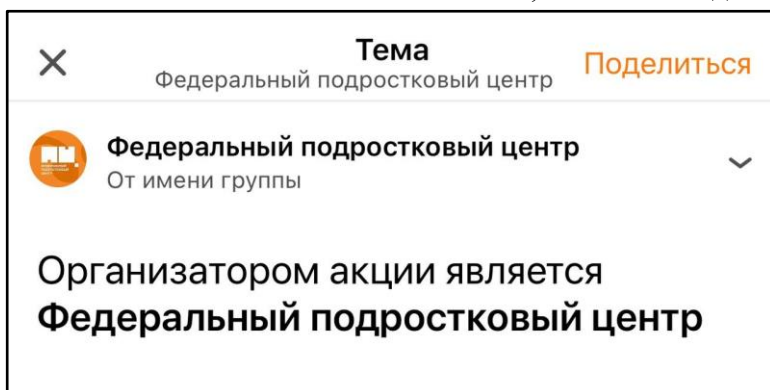 Тема
Федеральный подростковый центр
Поделиться
Федеральный подростковый центр
От имени группы
Организатором акции является
Федеральный подростковый центр